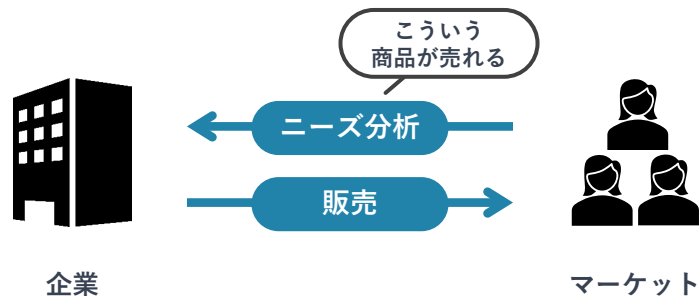 こういう
商品が売れる
ニーズ分析
販売
企業
マーケット